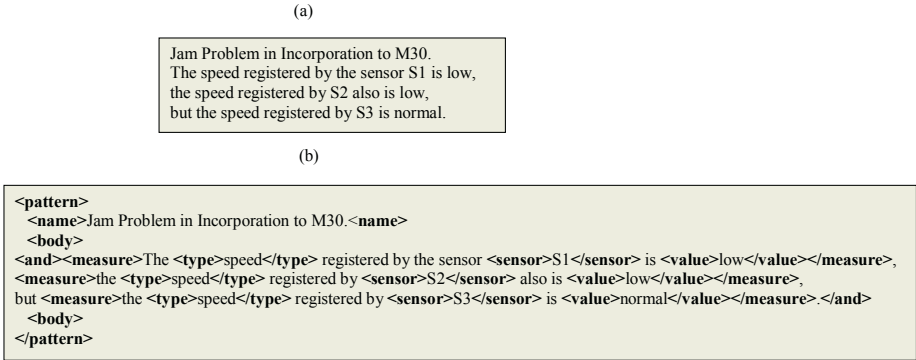 (a)
Jam Problem in Incorporation to M30.
The speed registered by the sensor S1 is low,
the speed registered by S2 also is low,
but the speed registered by S3 is normal.
(b)
<pattern>
<name>Jam Problem in Incorporation to M30.<name>
<body>
<and><measure>The <type>speed</type> registered by the sensor <sensor>S1</sensor> is <value>low</value></measure>,
<measure>the <type>speed</type> registered by <sensor>S2</sensor> also is <value>low</value></measure>,
but <measure>the <type>speed</type> registered by <sensor>S3</sensor> is <value>normal</value></measure>.</and>
<body>
</pattern>